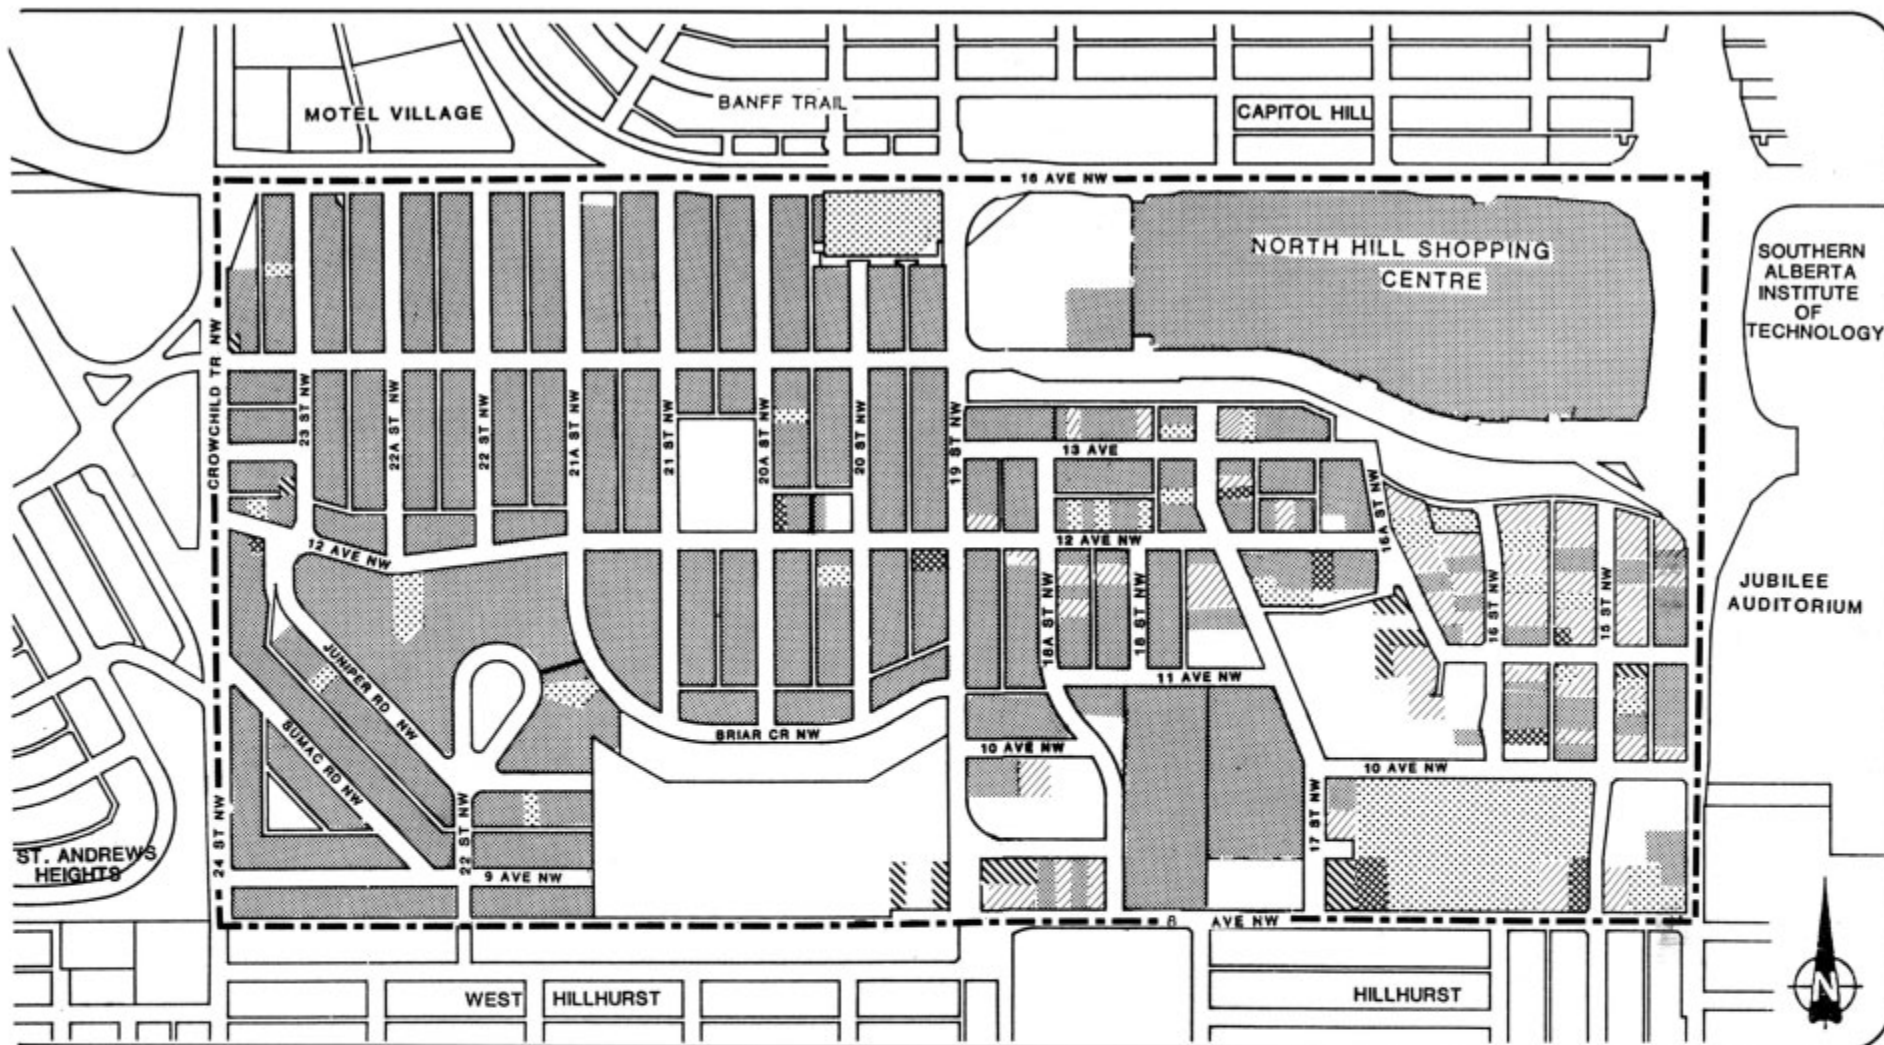 MOTEL VILLAGE
BANFF TRAIL
CAPITOL HILL
16 AVE NW
NORTH HILL SHOPPING
CENTRE
SOUTHERN
ALBERTA
INSTITUTE
OF
TECHNOLOGY
CROWCHILD TR NW
23 ST NW
22A ST NW
22 ST NW
21A ST NW
21 ST NW
20A ST NW
20 ST NW
19 ST NW
13 AVE
16A ST NW
12 AVE NW
12 AVE NW
18A ST NW
18 ST NW
16 ST NW
15 ST NW
JUBILEE
AUDITORIUM
JUNIPER RD NW
SUMAC RD NW
11 AVE NW
BRIAR CR NW
10 AVE NW
10 AVE NW
17 ST NW
24 ST NW
22 ST NW
ST. ANDREWS
HEIGHTS
9 AVE NW
8 AVE NW
WEST HILLHURST
HILLHURST
N